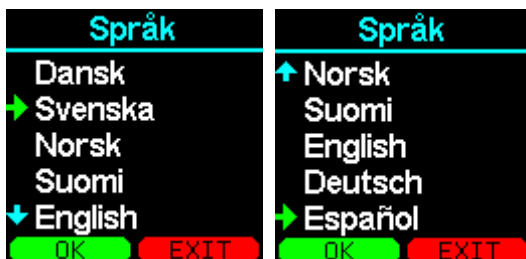 Språk
Dansk
Svenska
Norsk
Suomi
English
OK EXIT
Språk
Norsk
Suomi
English
Deutsch
Español
OK EXIT